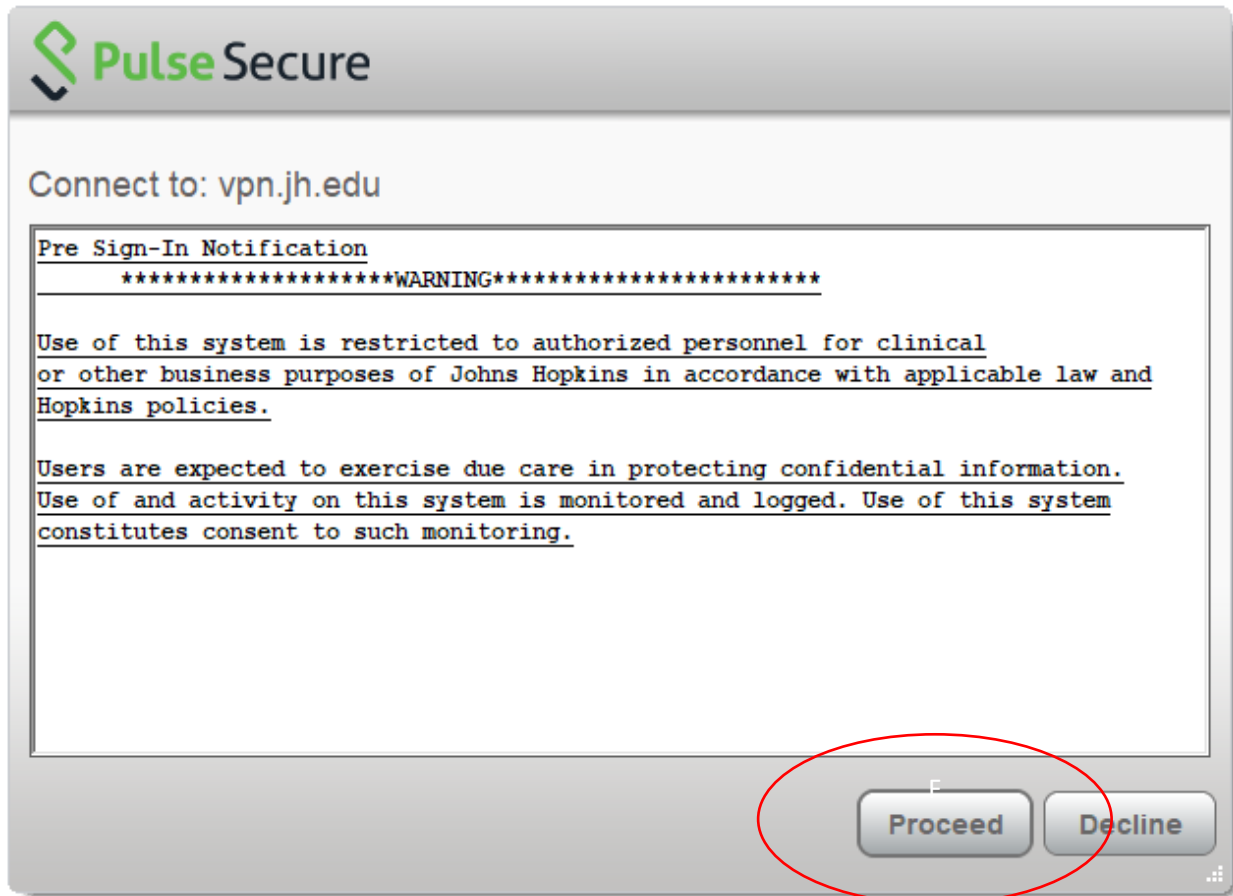 Pulse Secure
Connect to: vpn.jh.edu
Pre Sign-In Notification
********************WARNING************************
Use of this system is restricted to authorized personnel for clinical
or other business purposes of Johns Hopkins in accordance with applicable law and
Hopkins policies.
Users are expected to exercise due care in protecting confidential information.
Use of and activity on this system is monitored and logged. Use of this system
constitutes consent to such monitoring.
F
Proceed
Decline